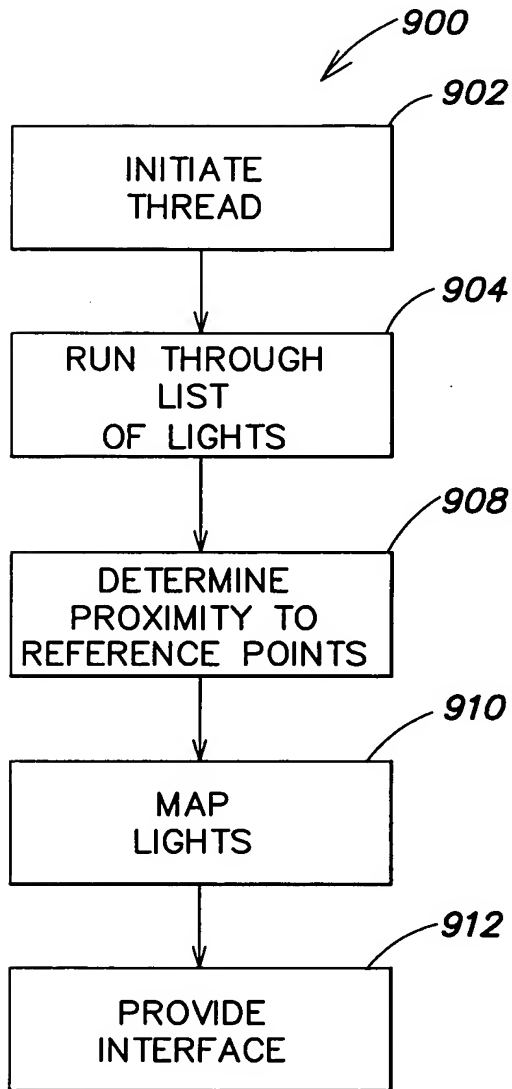 900
902
INITIATE
THREAD
904
RUN THROUGH
LIST
OF LIGHTS
908
DETERMINE
PROXIMITY TO
REFERENCE POINTS
910
MAP
LIGHTS
912
PROVIDE
INTERFACE